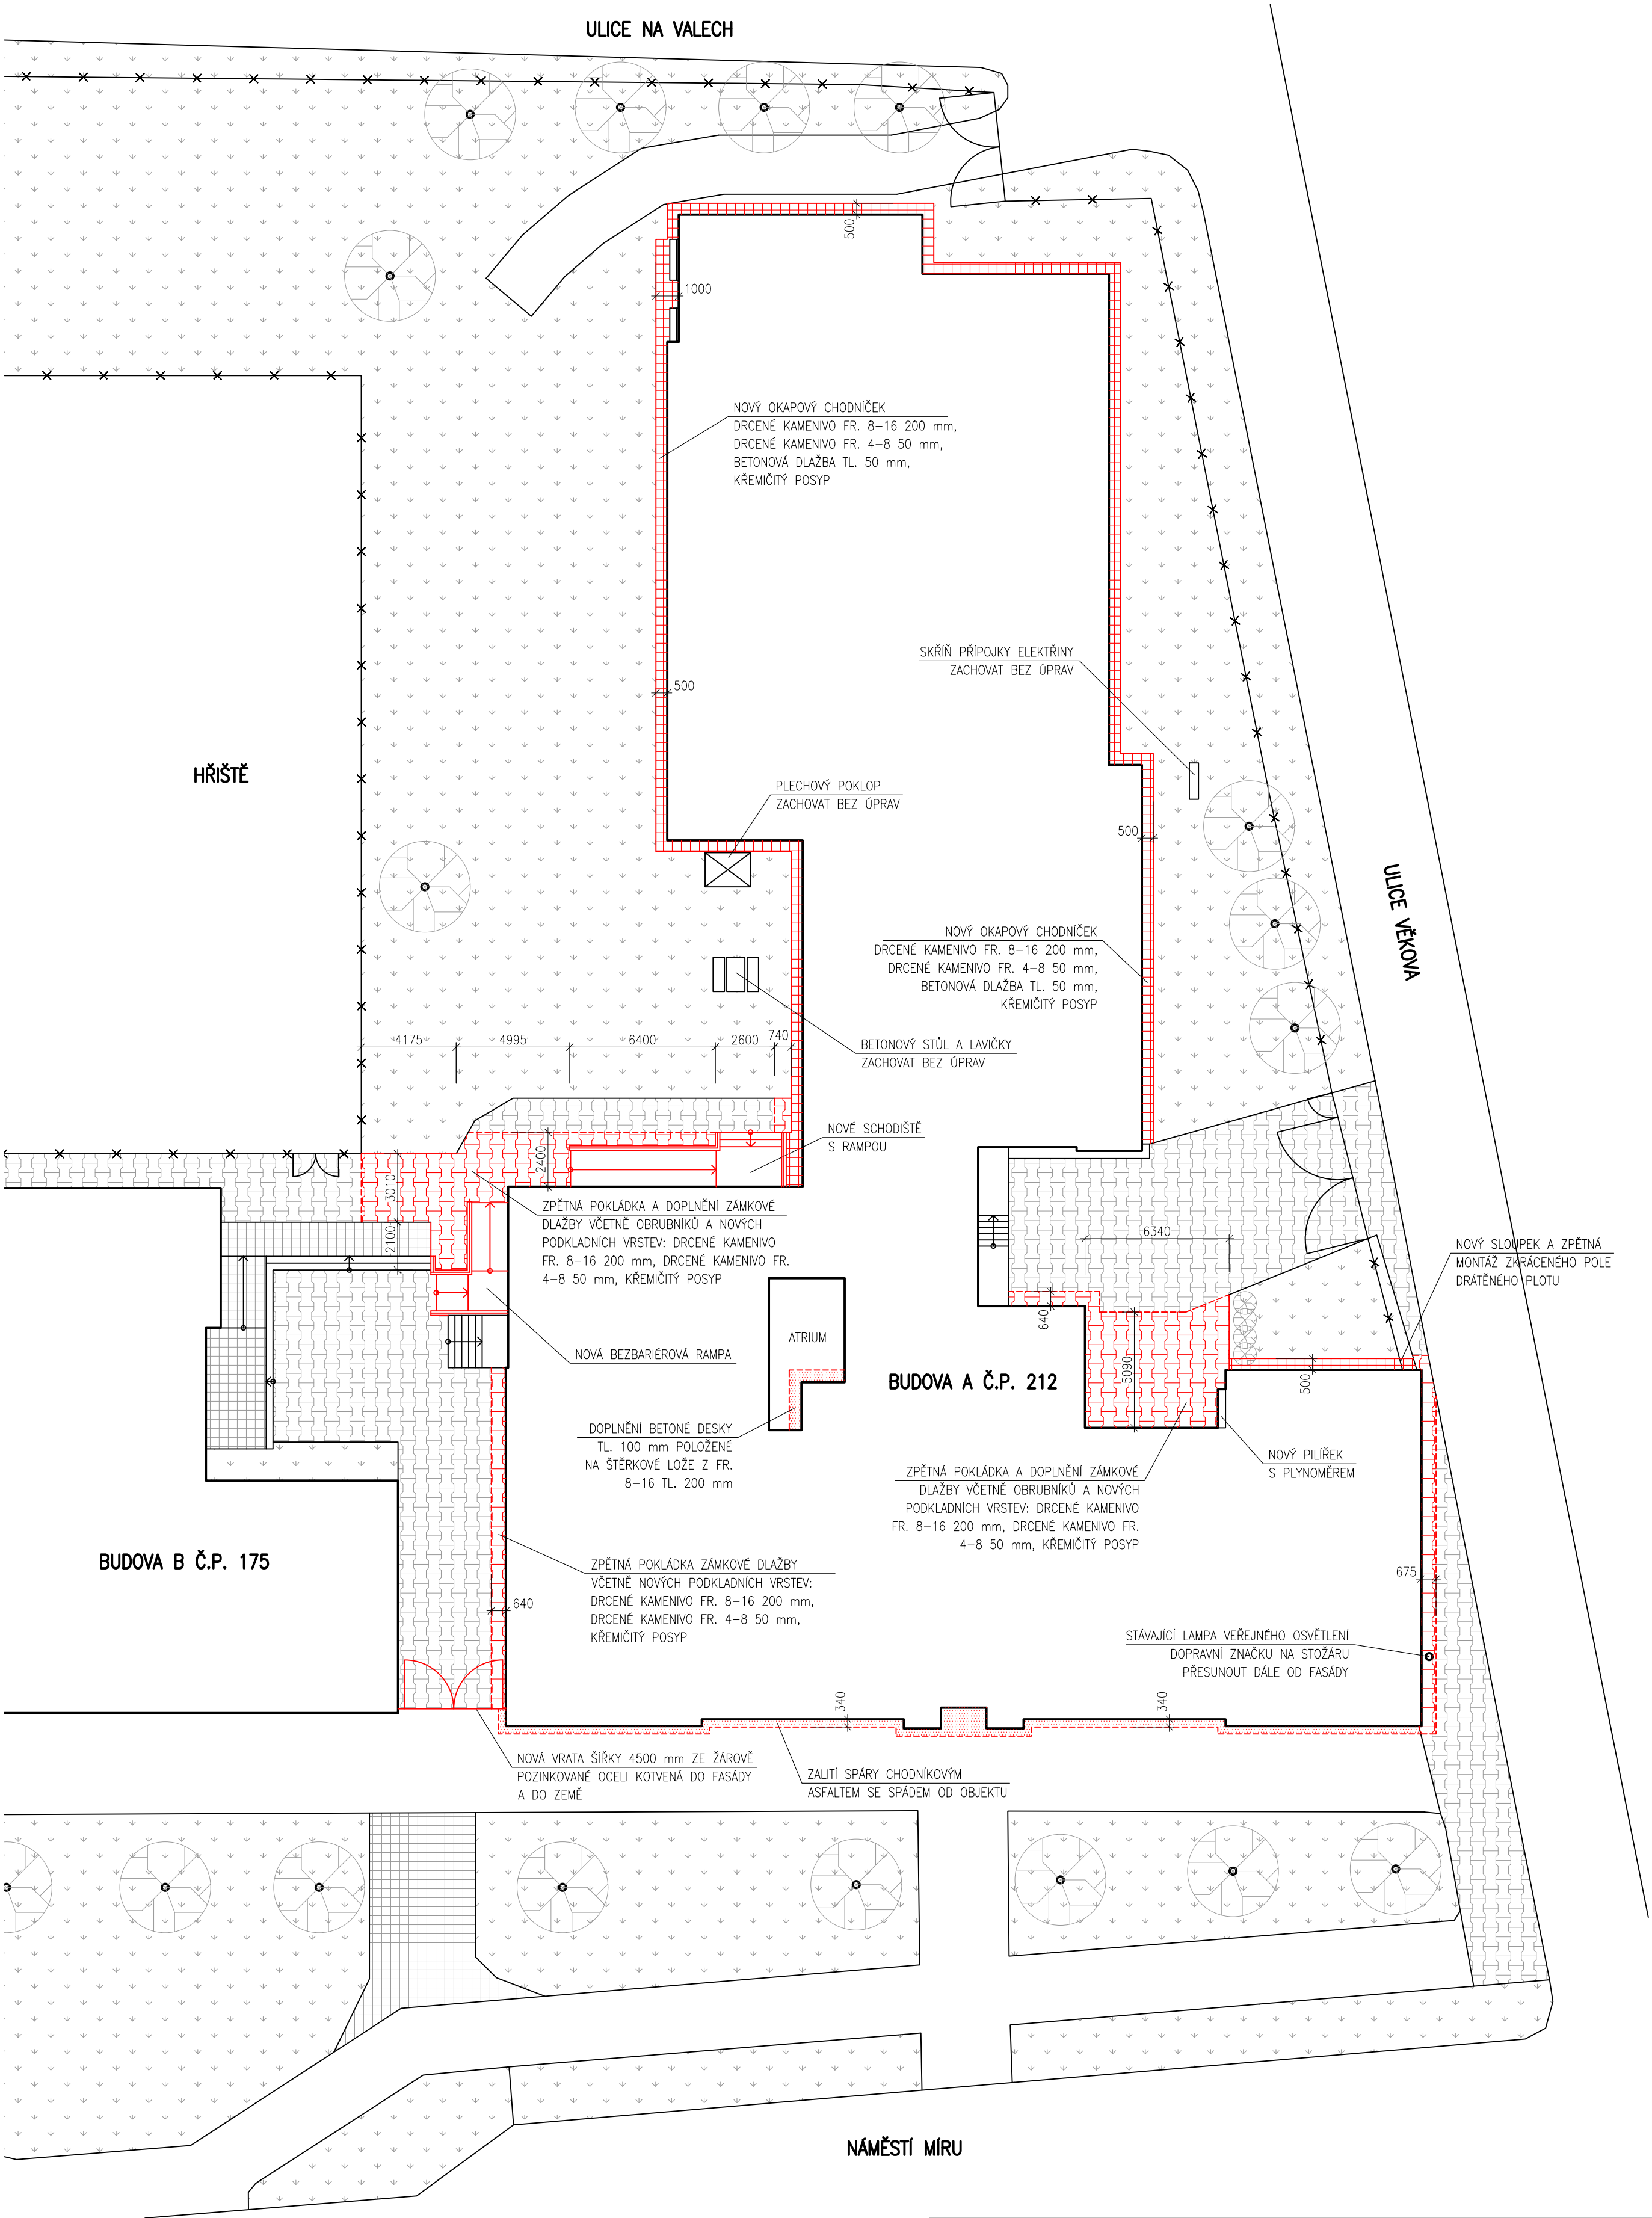 ULICE NA VALECH
500
1000
NOVÝ OKAPOVÝ CHODNÍČEK
DRCENÉ KAMENIVO FR. 8-16 200 mm,
DRCENÉ KAMENIVO FR. 4-8 50 mm,
BETONOVÁ DLAŽBA TL. 50 mm,
KŘEMIČITÝ POSYP
SKŘÍŇ PŘÍPOJKY ELEKTŘINY
ZACHOVAT BEZ ÚPRAV
500
HŘIŠTĚ
PLECHOVÝ POKLOP
ZACHOVAT BEZ ÚPRAV
500
ULICE VĚKOVA
NOVÝ OKAPOVÝ CHODNÍČEK
DRCENÉ KAMENIVO FR. 8-16 200 mm,
DRCENÉ KAMENIVO FR. 4-8 50 mm,
BETONOVÁ DLAŽBA TL. 50 mm,
KŘEMIČITÝ POSYP
4175 4995 6400 2600 740
BETONOVÝ STŮL A LAVIČKY
ZACHOVAT BEZ ÚPRAV
NOVÉ SCHODIŠTĚ
S RAMPOU
2400
3010
2100
ZPĚTNÁ POKLÁDKA A DOPLNĚNÍ ZÁMKOVÉ
DLAŽBY VČETNĚ OBRUBNÍKŮ A NOVÝCH
PODKLADNÍCH VRSTEV: DRCENÉ KAMENIVO
FR. 8-16 200 mm, DRCENÉ KAMENIVO FR.
4-8 50 mm, KŘEMIČITÝ POSYP
6340
NOVÝ SLOUPEK A ZPĚTNÁ
MONTÁŽ ZKRÁCENÉHO POLE
DRÁTĚNÉHO PLOTU
640
ATRIUM
NOVÁ BEZBARIÉROVÁ RAMPA
5090
500
BUDOVA A Č.P. 212
DOPLNĚNÍ BETONÉ DESKY
TL. 100 mm POLOŽENÉ
NA ŠTĚRKOVÉ LOŽE Z FR.
8-16 TL. 200 mm
NOVÝ PILÍŘEK
S PLYNOMĚREM
ZPĚTNÁ POKLÁDKA A DOPLNĚNÍ ZÁMKOVÉ
DLAŽBY VČETNĚ OBRUBNÍKŮ A NOVÝCH
PODKLADNÍCH VRSTEV: DRCENÉ KAMENIVO
FR. 8-16 200 mm, DRCENÉ KAMENIVO FR.
4-8 50 mm, KŘEMIČITÝ POSYP
BUDOVA B Č.P. 175
ZPĚTNÁ POKLÁDKA ZÁMKOVÉ DLAŽBY
VČETNĚ NOVÝCH PODKLADNÍCH VRSTEV:
DRCENÉ KAMENIVO FR. 8-16 200 mm,
DRCENÉ KAMENIVO FR. 4-8 50 mm,
KŘEMIČITÝ POSYP
640
675
STÁVAJÍCÍ LAMPA VEŘEJNÉHO OSVĚTLENÍ
DOPRAVNÍ ZNAČKU NA STOŽÁRU
PŘESUNOUT DÁLE OD FASÁDY
340
340
NOVÁ VRATA ŠÍŘKY 4500 mm ZE ŽÁROVĚ
POZINKOVANÉ OCELI KOTVENÁ DO FASÁDY
A DO ZEMĚ
ZALITÍ SPÁRY CHODNÍKOVÝM
ASFALTEM SE SPÁDEM OD OBJEKTU
NÁMĚSTÍ MÍRU